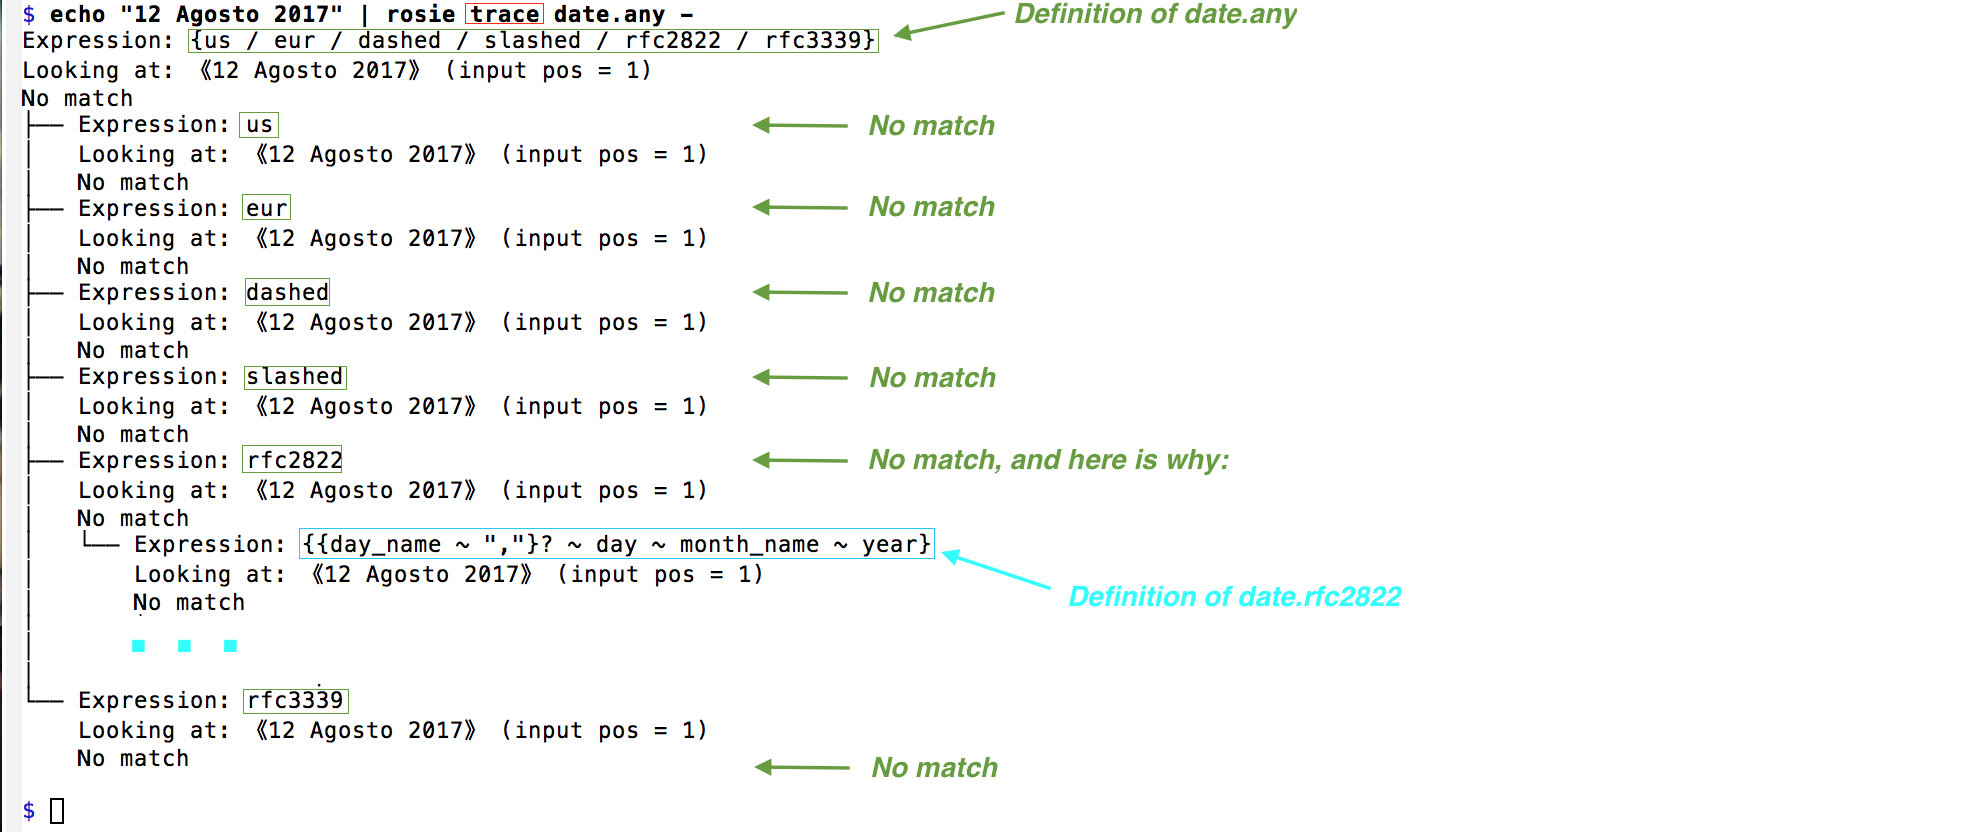 $ echo "12 Agosto 2017" | rosie trace date.any – Definition of date.any
Expression: {us / eur / dashed / slashed / rfc2822 / rfc3339}
Looking at: 《12 Agosto 2017》 (input pos = 1)
No match
├── Expression: us No match
│   Looking at: 《12 Agosto 2017》 (input pos = 1)
│   No match
├── Expression: eur No match
│   Looking at: 《12 Agosto 2017》 (input pos = 1)
│   No match
├── Expression: dashed No match
│   Looking at: 《12 Agosto 2017》 (input pos = 1)
│   No match
├── Expression: slashed No match
│   Looking at: 《12 Agosto 2017》 (input pos = 1)
│   No match
├── Expression: rfc2822 No match, and here is why:
│   Looking at: 《12 Agosto 2017》 (input pos = 1)
│   No match
│   └── Expression: {{day_name ~ ","}? ~ day ~ month_name ~ year}
│       Looking at: 《12 Agosto 2017》 (input pos = 1)
Definition of date.rfc2822
│       No match
└── Expression: rfc3339
    Looking at: 《12 Agosto 2017》 (input pos = 1)
    No match
No match
$